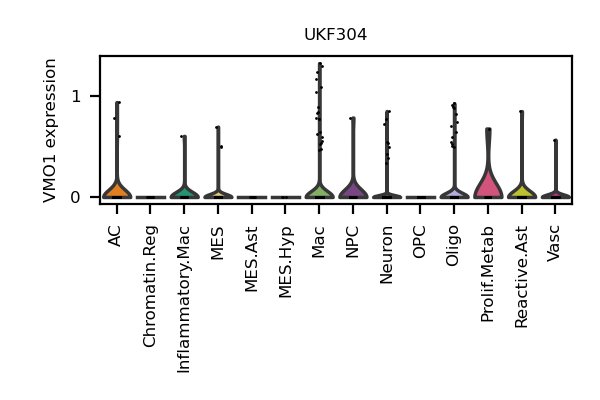 UKF304
VMO1 expression
1
0
AC
Chromatin.Reg
Inflammatory.Mac
MES
MES.Ast
MES.Hyp
Mac
NPC
Neuron
OPC
Oligo
Prolif.Metab
Reactive.Ast
Vasc